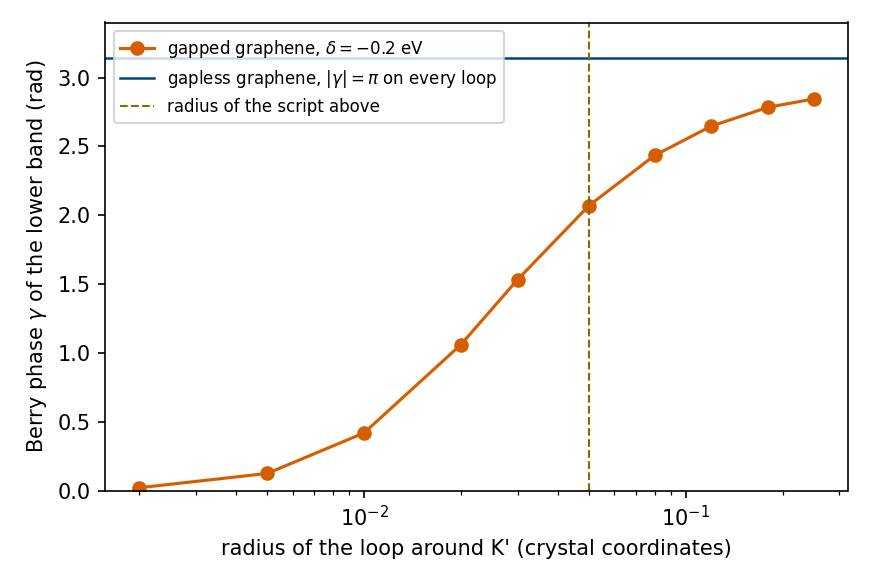 gapped graphene, δ = −0.2 eV
gapless graphene, |γ| = π on every loop
radius of the script above
Berry phase γ of the lower band (rad)
3.0
2.5
2.0
1.5
1.0
0.5
0.0
10⁻²
10⁻¹
radius of the loop around K' (crystal coordinates)